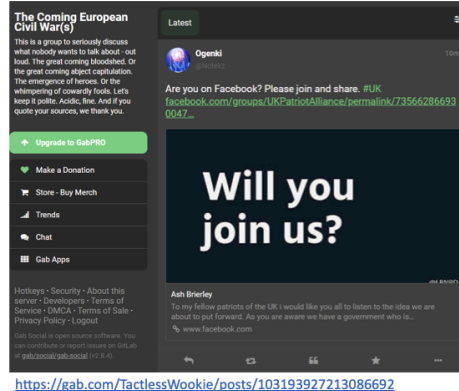 The Coming European
Civil War(s)
This is a group to seriously discuss
what nobody wants to talk about - out
loud. The great coming bloodshed. Or
the great coming abject capitulation.
The emergence of heroes. Or the
whimpering of cowardly fools. Let's
keep it polite. Acidic, fine. And if you
quote your sources, we thank you.
Upgrade to GabPRO
Make a Donation
Store - Buy Merch
Trends
Chat
Gab Apps
Hotkeys · Security · About this
server · Developers · Terms of
Service · DMCA · Terms of Sale ·
Privacy Policy · Logout
Gab Social is open source software. You
can contribute or report issues on GitLab
at gab/social/gab-social (v2.8.4)
Latest
Ogenki
10m
Are you on Facebook? Please join and share. #UK
facebook.com/groups/UKPatriotAlliance/permalink/73566286693
0047...
Will you
join us?
Ash Brierley
To my fellow patriots of the UK i would like you all to listen to the idea we are
about to put forward. As you are aware we have a government who is...
www.facebook.com
https://gab.com/TactlessWookie/posts/103193927213086692